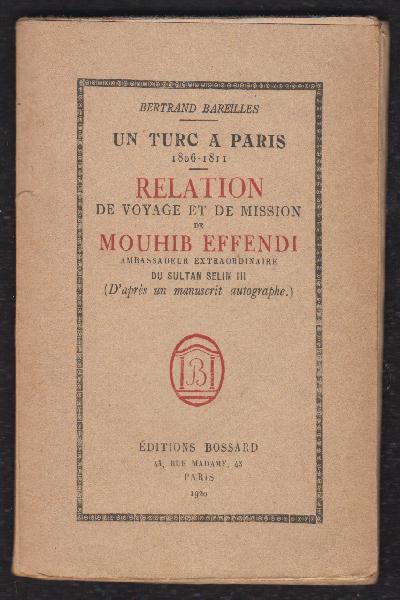 BERTRAND BAREILLES
UN TURC A PARIS
1806-1811
RELATION
DE VOYAGE ET DE MISSION
DE
MOUHIB EFFENDI
AMBASSADEUR EXTRAORDINAIRE
DU SULTAN SELIM III
(D'après un manuscrit autographe.)
B
ÉDITIONS BOSSARD
43, RUE MADAME, 43
PARIS
1920